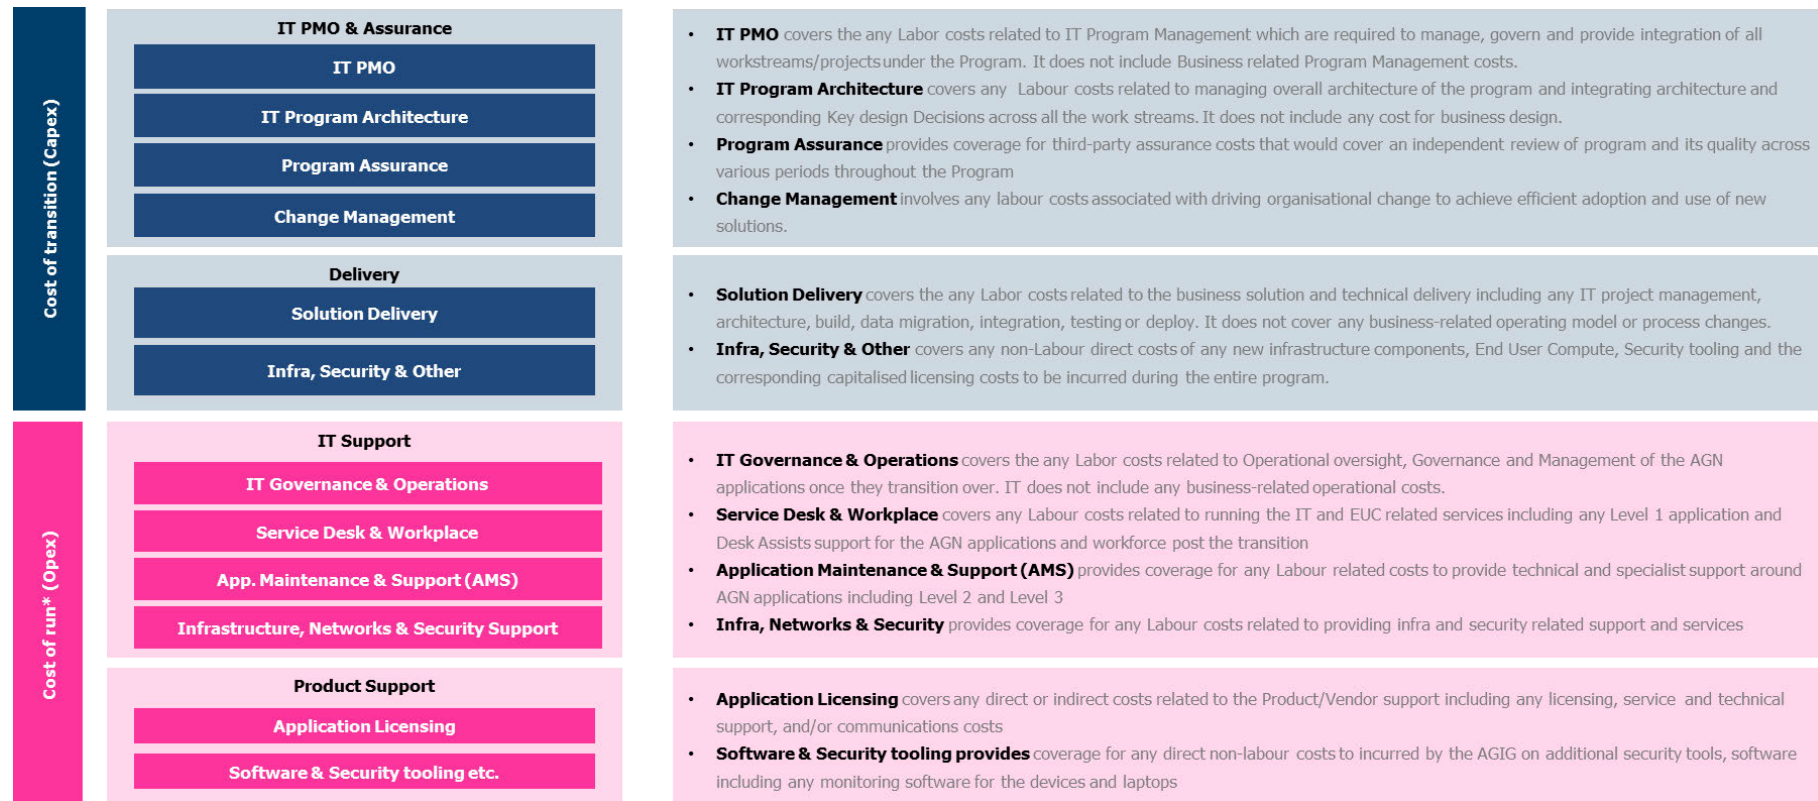 Cost of transition (Capex)
IT PMO & Assurance
IT PMO
IT Program Architecture
Program Assurance
Change Management
• IT PMO covers the any Labor costs related to IT Program Management which are required to manage, govern and provide integration of all
workstreams/projects under the Program. It does not include Business related Program Management costs.
• IT Program Architecture covers any Labour costs related to managing overall architecture of the program and integrating architecture and
corresponding Key design Decisions across all the work streams. It does not include any cost for business design.
• Program Assurance provides coverage for third-party assurance costs that would cover an independent review of program and its quality across
various periods throughout the Program
• Change Management involves any labour costs associated with driving organisational change to achieve efficient adoption and use of new
solutions.
Delivery
Solution Delivery
Infra, Security & Other
• Solution Delivery covers the any Labor costs related to the business solution and technical delivery including any IT project management,
architecture, build, data migration, integration, testing or deploy. It does not cover any business-related operating model or process changes.
• Infra, Security & Other covers any non-Labour direct costs of any new infrastructure components, End User Compute, Security tooling and the
corresponding capitalised licensing costs to be incurred during the entire program.
Cost of run* (Opex)
IT Support
IT Governance & Operations
Service Desk & Workplace
App. Maintenance & Support (AMS)
Infrastructure, Networks & Security Support
• IT Governance & Operations covers the any Labor costs related to Operational oversight, Governance and Management of the AGN
applications once they transition over. IT does not include any business-related operational costs.
• Service Desk & Workplace covers any Labour costs related to running the IT and EUC related services including any Level 1 application and
Desk Assists support for the AGN applications and workforce post the transition
• Application Maintenance & Support (AMS) provides coverage for any Labour related costs to provide technical and specialist support around
AGN applications including Level 2 and Level 3
• Infra, Networks & Security provides coverage for any Labour costs related to providing infra and security related support and services
Product Support
Application Licensing
Software & Security tooling etc.
• Application Licensing covers any direct or indirect costs related to the Product/Vendor support including any licensing, service and technical
support, and/or communications costs
• Software & Security tooling provides coverage for any direct non-labour costs to incurred by the AGIG on additional security tools, software
including any monitoring software for the devices and laptops